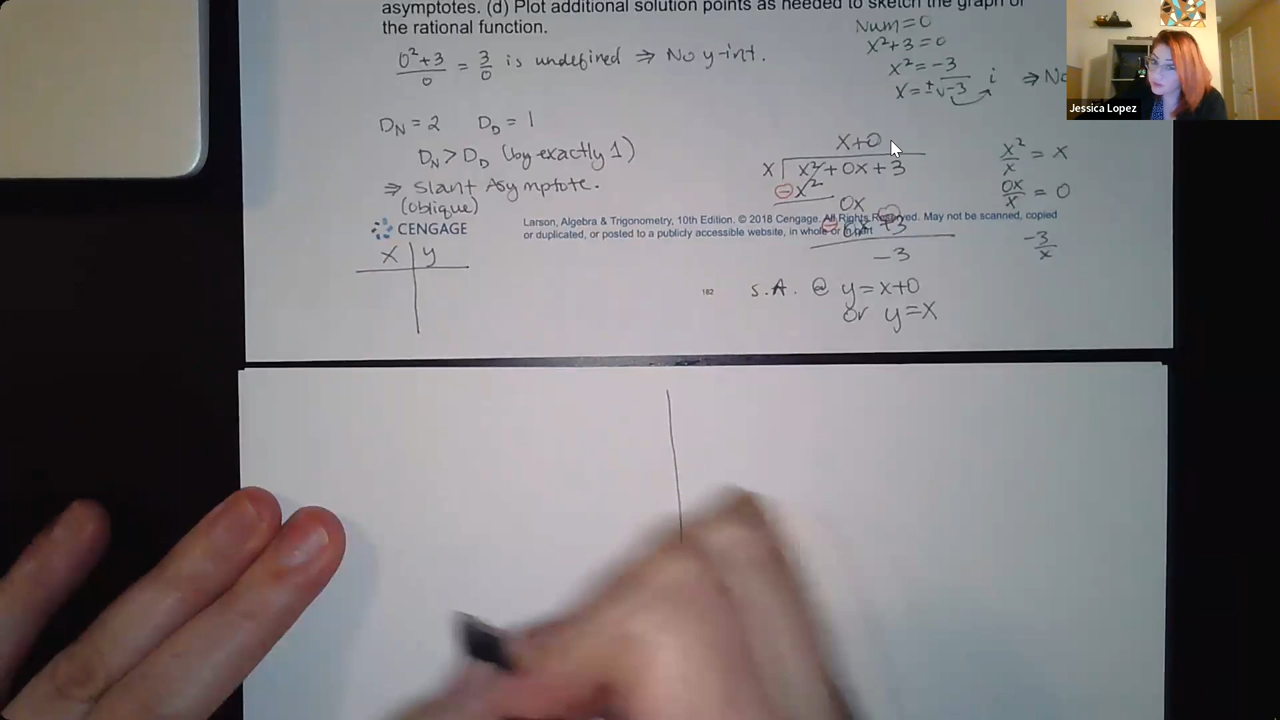 asymptotes. (d) Plot additional solution points as needed to sketch the graph of
the rational function.
0²+3/0 = 3/0 is undefined ⇒ No y-int.
Num=0
x²+3=0
x²=-3
x=±√-3 i ⇒ No
Jessica Lopez
D_N = 2 D_D = 1
D_N > D_D (by exactly 1)
⇒ Slant Asymptote.
(oblique)
x+0
x x²+0x+3
⊖x²
0x
-3
x²/x = x
0x/x = 0
-3/x
CENGAGE
Larson, Algebra & Trigonometry, 10th Edition. © 2018 Cengage. All Rights Reserved. May not be scanned, copied
or duplicated, or posted to a publicly accessible website, in whole or in part
x y
182
S.A. @ y=x+0
or y=x